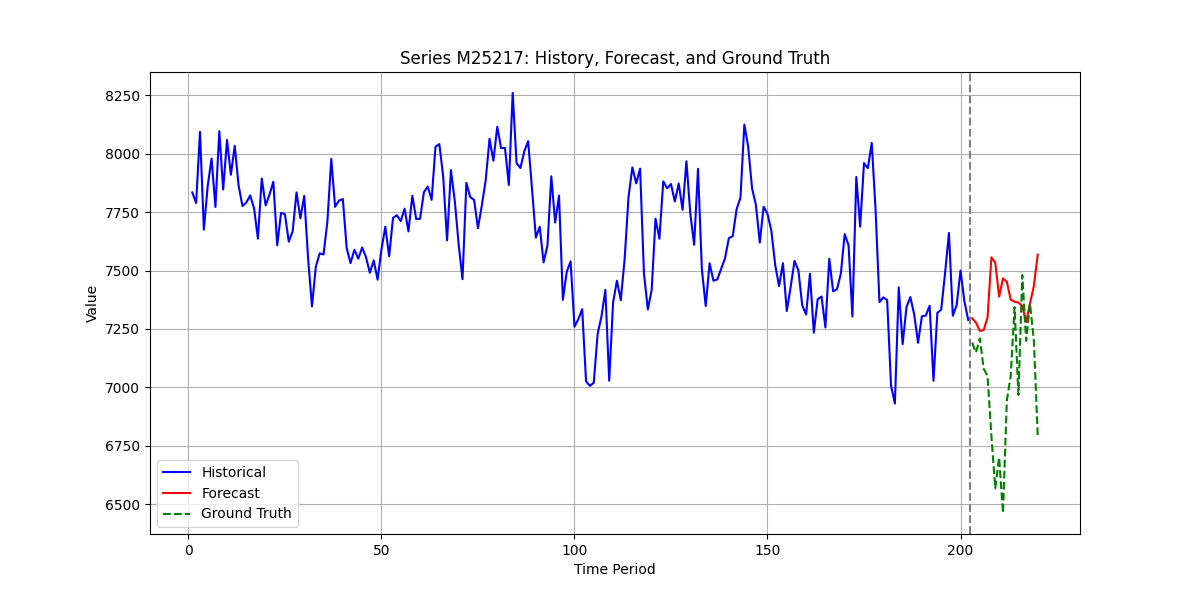 Series M25217: History, Forecast, and Ground Truth
Value
8250
8000
7750
7500
7250
7000
6750
6500
Historical
Forecast
Ground Truth
0
50
100
150
200
Time Period